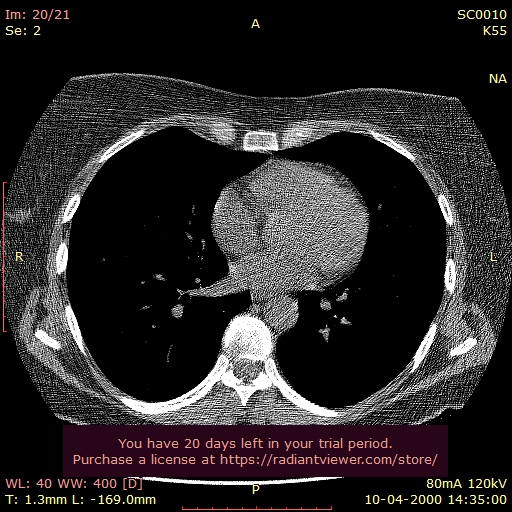 Im: 20/21
Se: 2
A
SC0010
K55
NA
R
L
You have 20 days left in your trial period.
Purchase a license at https://radiantviewer.com/store/
WL: 40 WW: 400 [D]
T: 1.3mm L: -169.0mm
P
80mA 120kV
10-04-2000 14:35:00